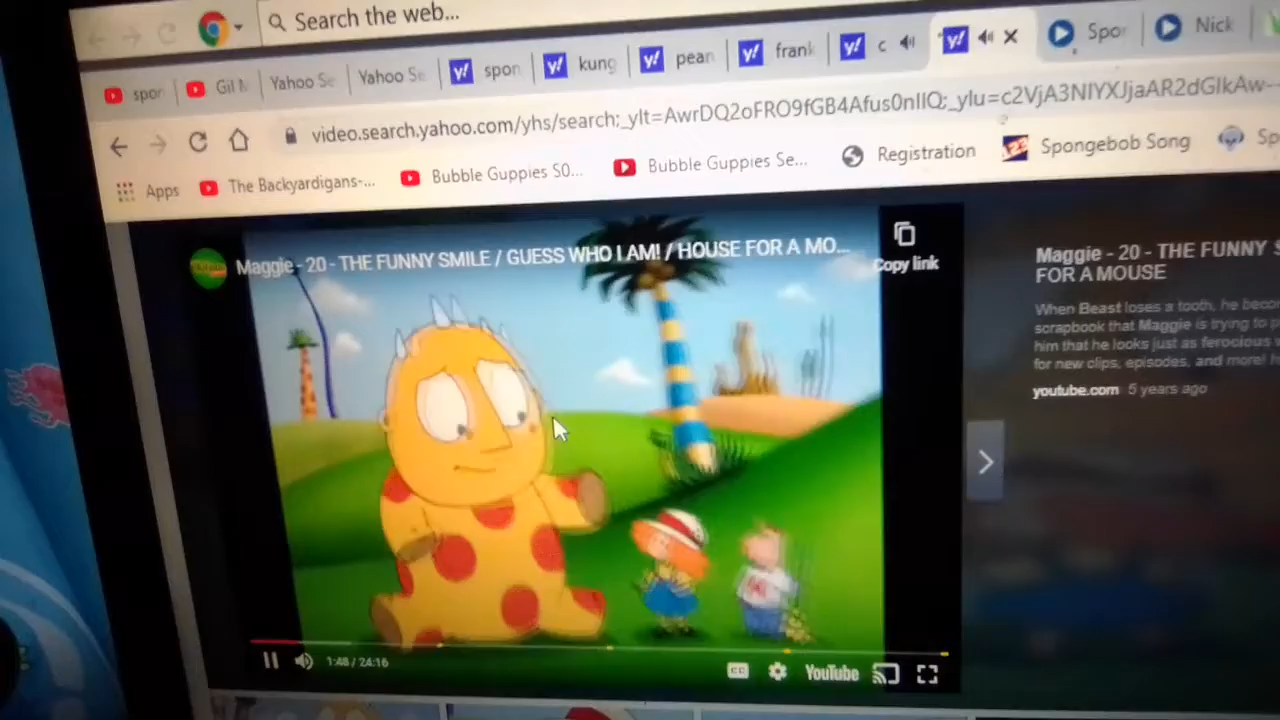 Search the web...
spor
Gil M
Yahoo Se
Yahoo Se
y! spon
y! kung
y! pean
y! frank
y! c
y!
Spor
Nick
video.search.yahoo.com/yhs/search;_ylt=AwrDQ2oFRO9fGB4Afus0nIlQ;_ylu=c2VjA3NlYXJjaAR2dGlkAw--
Apps
The Backyardigans-...
Bubble Guppies S0...
Bubble Guppies Se...
Registration
123
Spongebob Song
Sp
Maggie - 20 - THE FUNNY SMILE / GUESS WHO I AM! / HOUSE FOR A MO...
Copy link
Maggie - 20 - THE FUNNY S
FOR A MOUSE
When Beast loses a tooth, he becor
scrapbook that Maggie is trying to p
him that he looks just as ferocious w
for new clips, episodes, and more!
youtube.com 5 years ago
1:48 / 24:16
CC
YouTube